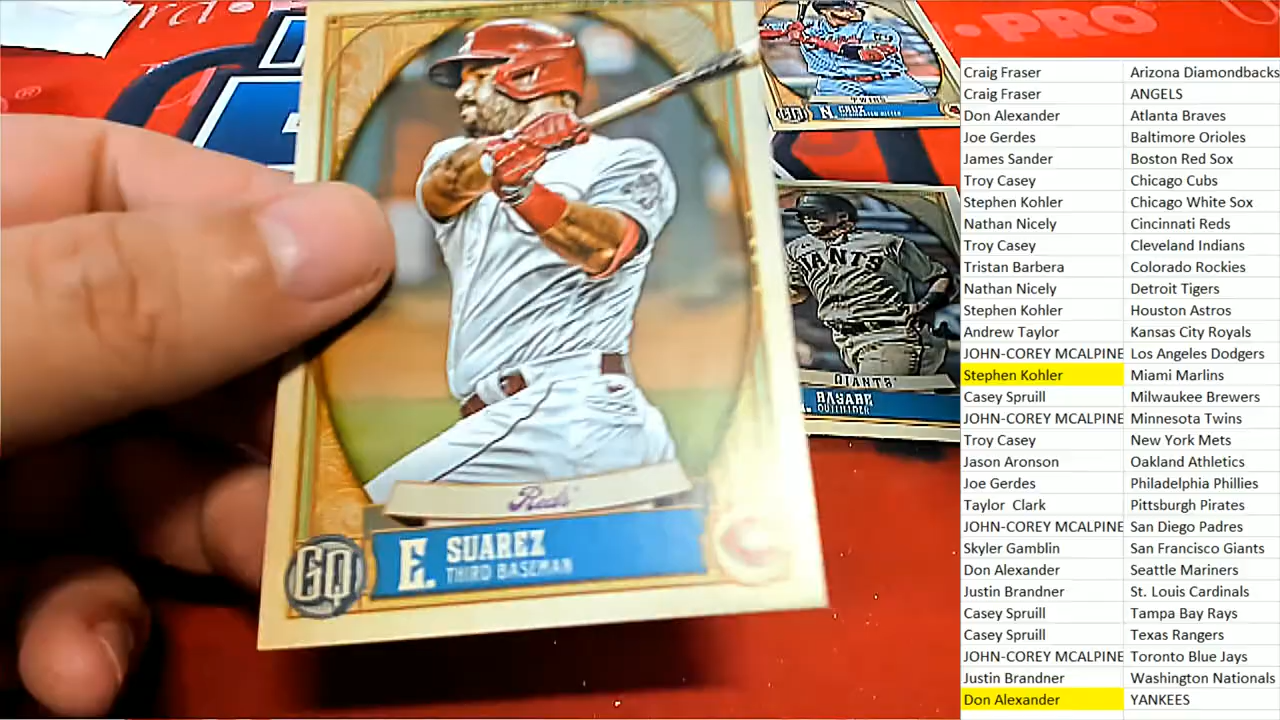 PRO
TWINS
N. CRUZ
GIANTS
GIANTS
OUTFIELDER
Reds
GQ
E. SUAREZ
THIRD BASEMAN
Craig Fraser Arizona Diamondbacks
Craig Fraser ANGELS
Don Alexander Atlanta Braves
Joe Gerdes Baltimore Orioles
James Sander Boston Red Sox
Troy Casey Chicago Cubs
Stephen Kohler Chicago White Sox
Nathan Nicely Cincinnati Reds
Troy Casey Cleveland Indians
Tristan Barbera Colorado Rockies
Nathan Nicely Detroit Tigers
Stephen Kohler Houston Astros
Andrew Taylor Kansas City Royals
JOHN-COREY MCALPINE Los Angeles Dodgers
Stephen Kohler Miami Marlins
Casey Spruill Milwaukee Brewers
JOHN-COREY MCALPINE Minnesota Twins
Troy Casey New York Mets
Jason Aronson Oakland Athletics
Joe Gerdes Philadelphia Phillies
Taylor Clark Pittsburgh Pirates
JOHN-COREY MCALPINE San Diego Padres
Skyler Gamblin San Francisco Giants
Don Alexander Seattle Mariners
Justin Brandner St. Louis Cardinals
Casey Spruill Tampa Bay Rays
Casey Spruill Texas Rangers
JOHN-COREY MCALPINE Toronto Blue Jays
Justin Brandner Washington Nationals
Don Alexander YANKEES